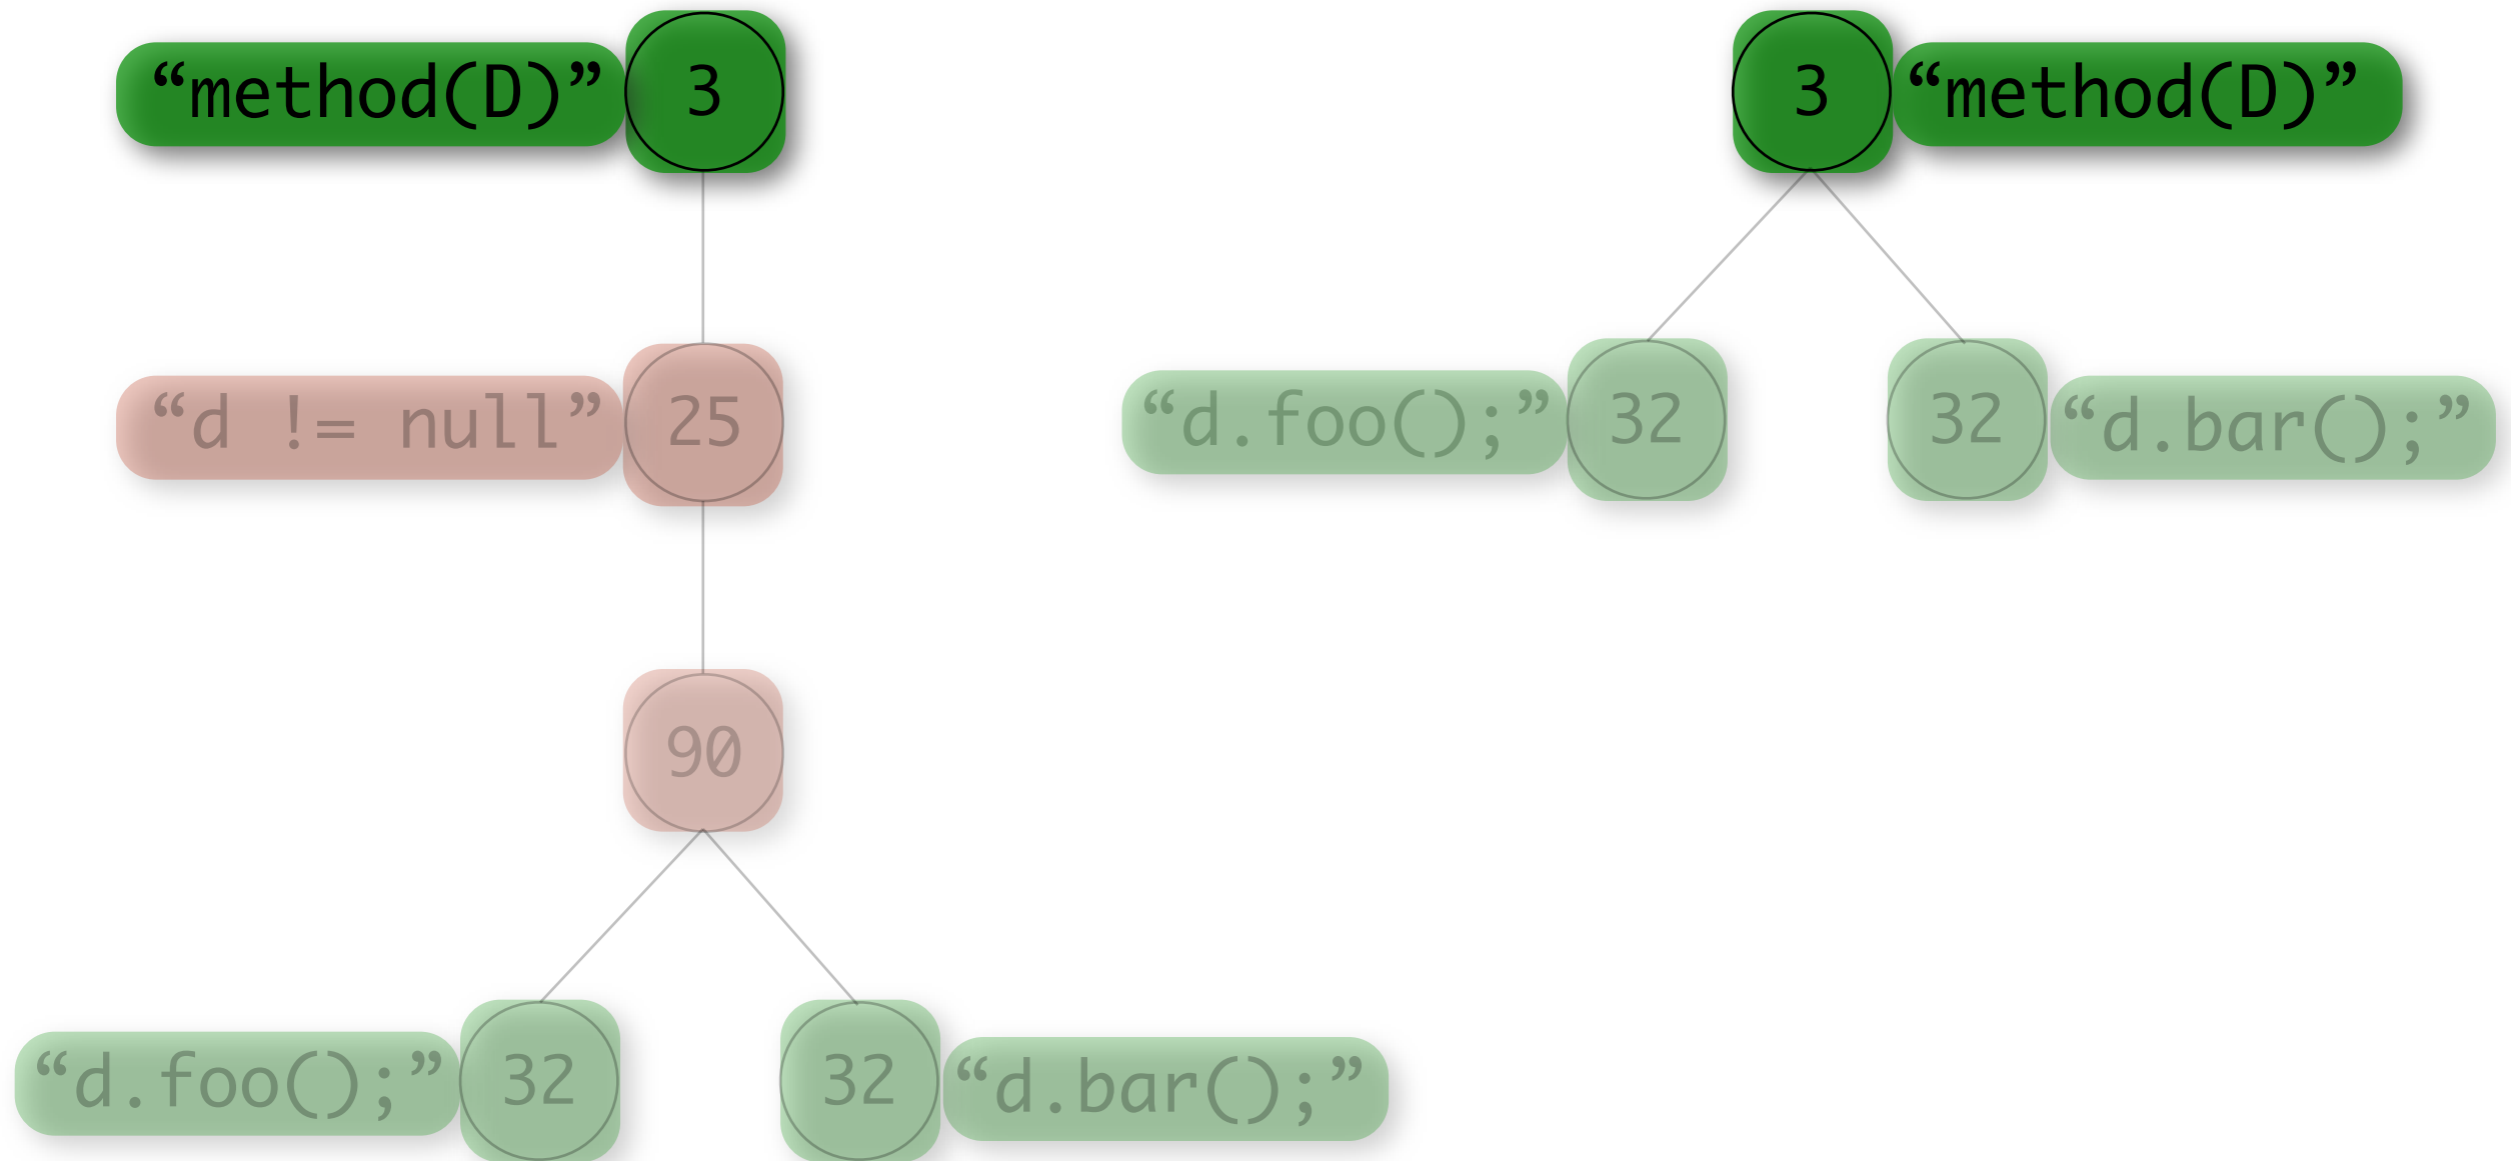 “method(D)” 3
3 “method(D)”
“d != null” 25
“d.foo();” 32
32 “d.bar();”
90
“d.foo();” 32
32 “d.bar();”